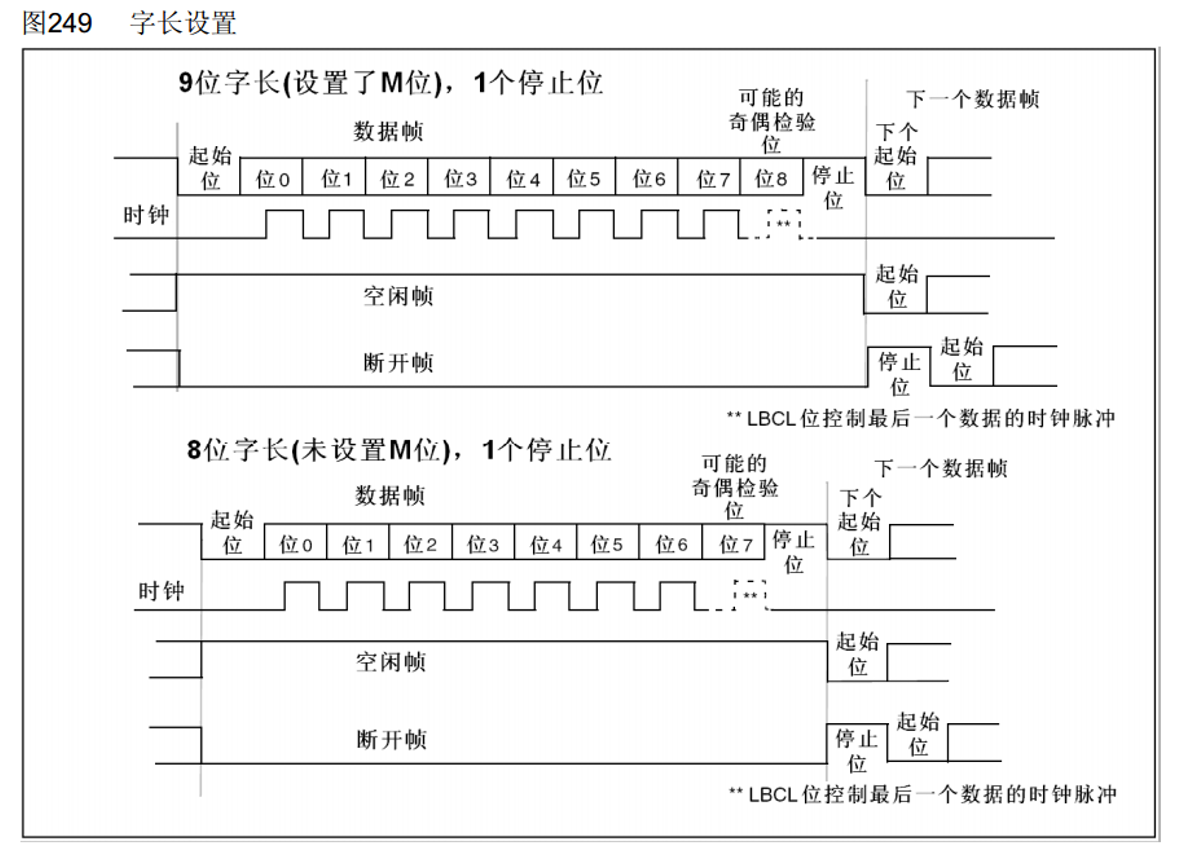 图249 字长设置
9位字长(设置了M位)，1个停止位
数据帧
可能的
奇偶检验
位
下一个数据帧
起始
位
位0
位1
位2
位3
位4
位5
位6
位7
位8
停止
位
下个
起始
位
时钟
**
空闲帧
起始
位
断开帧
停止
位
起始
位
** LBCL位控制最后一个数据的时钟脉冲
8位字长(未设置M位)，1个停止位
数据帧
可能的
奇偶检验
位
下一个数据帧
起始
位
位0
位1
位2
位3
位4
位5
位6
位7
停止
位
下个
起始
位
时钟
**
空闲帧
起始
位
断开帧
停止
位
起始
位
** LBCL位控制最后一个数据的时钟脉冲